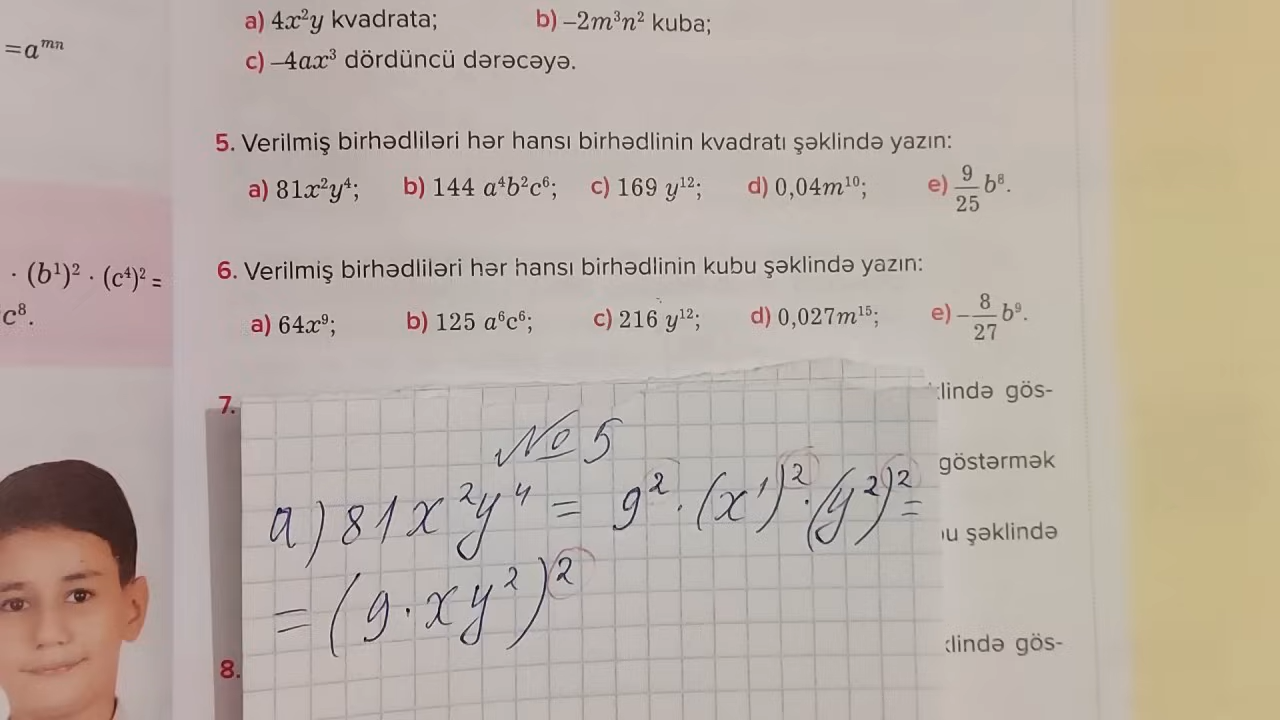 =aᵐⁿ
a) 4x²y kvadrata; b) –2m³n² kuba;
c) –4ax³ dördüncü dərəcəyə.
5. Verilmiş birhədliləri hər hansı birhədlinin kvadratı şəklində yazın:
a) 81x²y⁴; b) 144 a⁴b²c⁶; c) 169 y¹²; d) 0,04m¹⁰; e) 9/25 b⁸.
· (b¹)² · (c⁴)² =
c⁸.
6. Verilmiş birhədliləri hər hansı birhədlinin kubu şəklində yazın:
a) 64x⁹; b) 125 a⁶c⁶; c) 216 y¹²; d) 0,027m¹⁵; e) –8/27 b⁹.
7.
lində gös-
göstərmək
u şəklində
8.
lində gös-
№ 5
a) 81x²y⁴ = 9² · (x¹)² · (y²)² =
= (9 · xy²)²